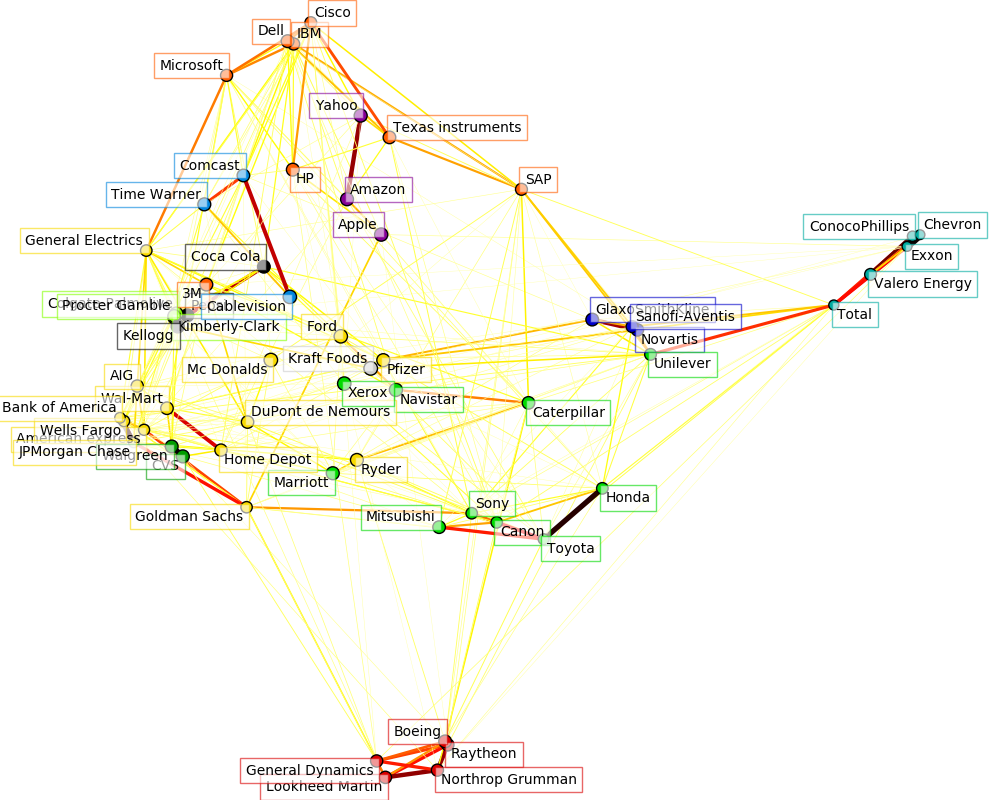 Cisco
Dell
IBM
Microsoft
Yahoo
Texas instruments
Comcast
HP
SAP
Time Warner
Amazon
Apple
ConocoPhillips
Chevron
General Electrics
Coca Cola
Exxon
Valero Energy
3M
Procter Gamble
Cablevision
GlaxoSmithKline
Sanofi-Aventis
Total
Kellogg
Kimberly-Clark
Ford
Novartis
Kraft Foods
Pfizer
Unilever
Mc Donalds
AIG
Xerox
Navistar
Wal-Mart
Bank of America
DuPont de Nemours
Caterpillar
Wells Fargo
American express
JPMorgan Chase
Walgreen
CVS
Home Depot
Ryder
Marriott
Sony
Honda
Goldman Sachs
Mitsubishi
Canon
Toyota
Boeing
Raytheon
General Dynamics
Northrop Grumman
Lookheed Martin